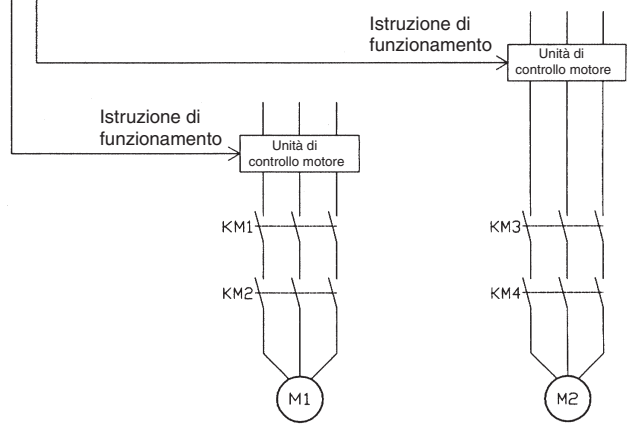 Istruzione di
funzionamento
Unità di
controllo motore
Istruzione di
funzionamento
Unità di
controllo motore
KM1
KM3
KM2
KM4
M1
M2